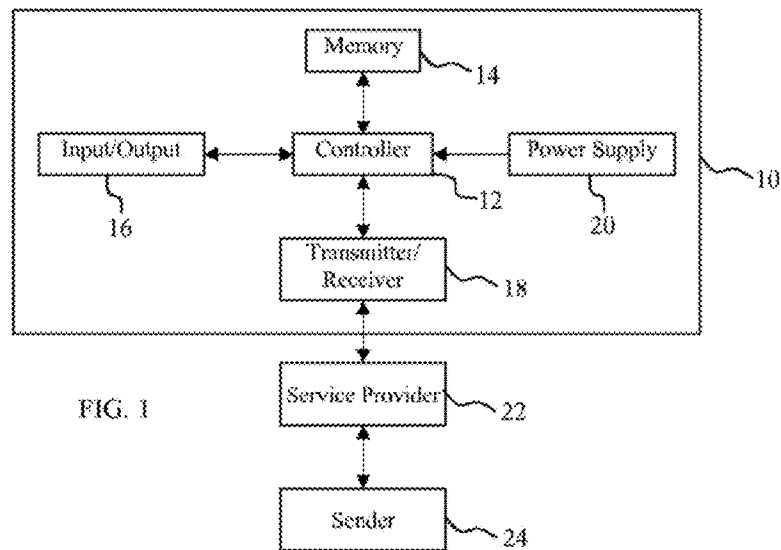 Memory
14
Input/Output
Controller
Power Supply
16
12
20
10
Transmitter/
Receiver
18
FIG. 1
Service Provider
22
Sender
24